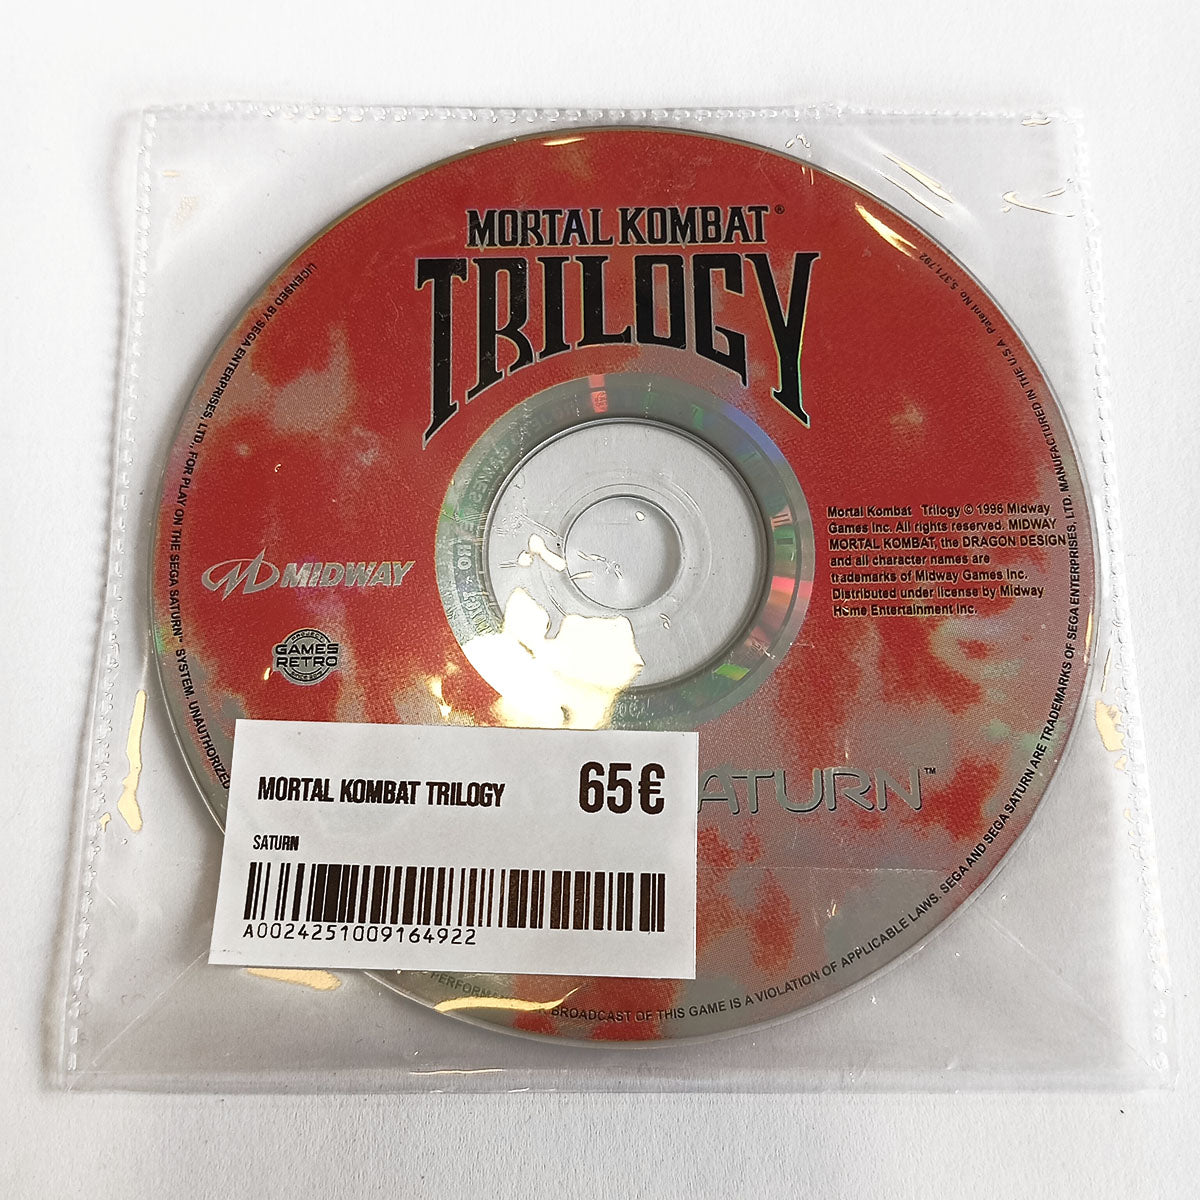 MORTAL KOMBAT®
TRILOGY
LICENSED BY SEGA ENTERPRISES, LTD. FOR PLAY ON THE SEGA SATURN™ SYSTEM. UNAUTHORIZED
PERFORMANCE
BROADCAST OF THIS GAME IS A VIOLATION OF APPLICABLE LAWS. SEGA AND SEGA SATURN ARE TRADEMARKS OF SEGA ENTERPRISES, LTD. MANUFACTURED IN THE U.S.A. Patent No. 5,371,792
Mortal Kombat Trilogy © 1996 Midway
Games Inc. All rights reserved. MIDWAY
MORTAL KOMBAT, the DRAGON DESIGN
and all character names are
trademarks of Midway Games Inc.
Distributed under license by Midway
Home Entertainment Inc.
MIDWAY
GAMES
RETRO
SATURN™
MORTAL KOMBAT TRILOGY
65€
SATURN
A0024251009164922